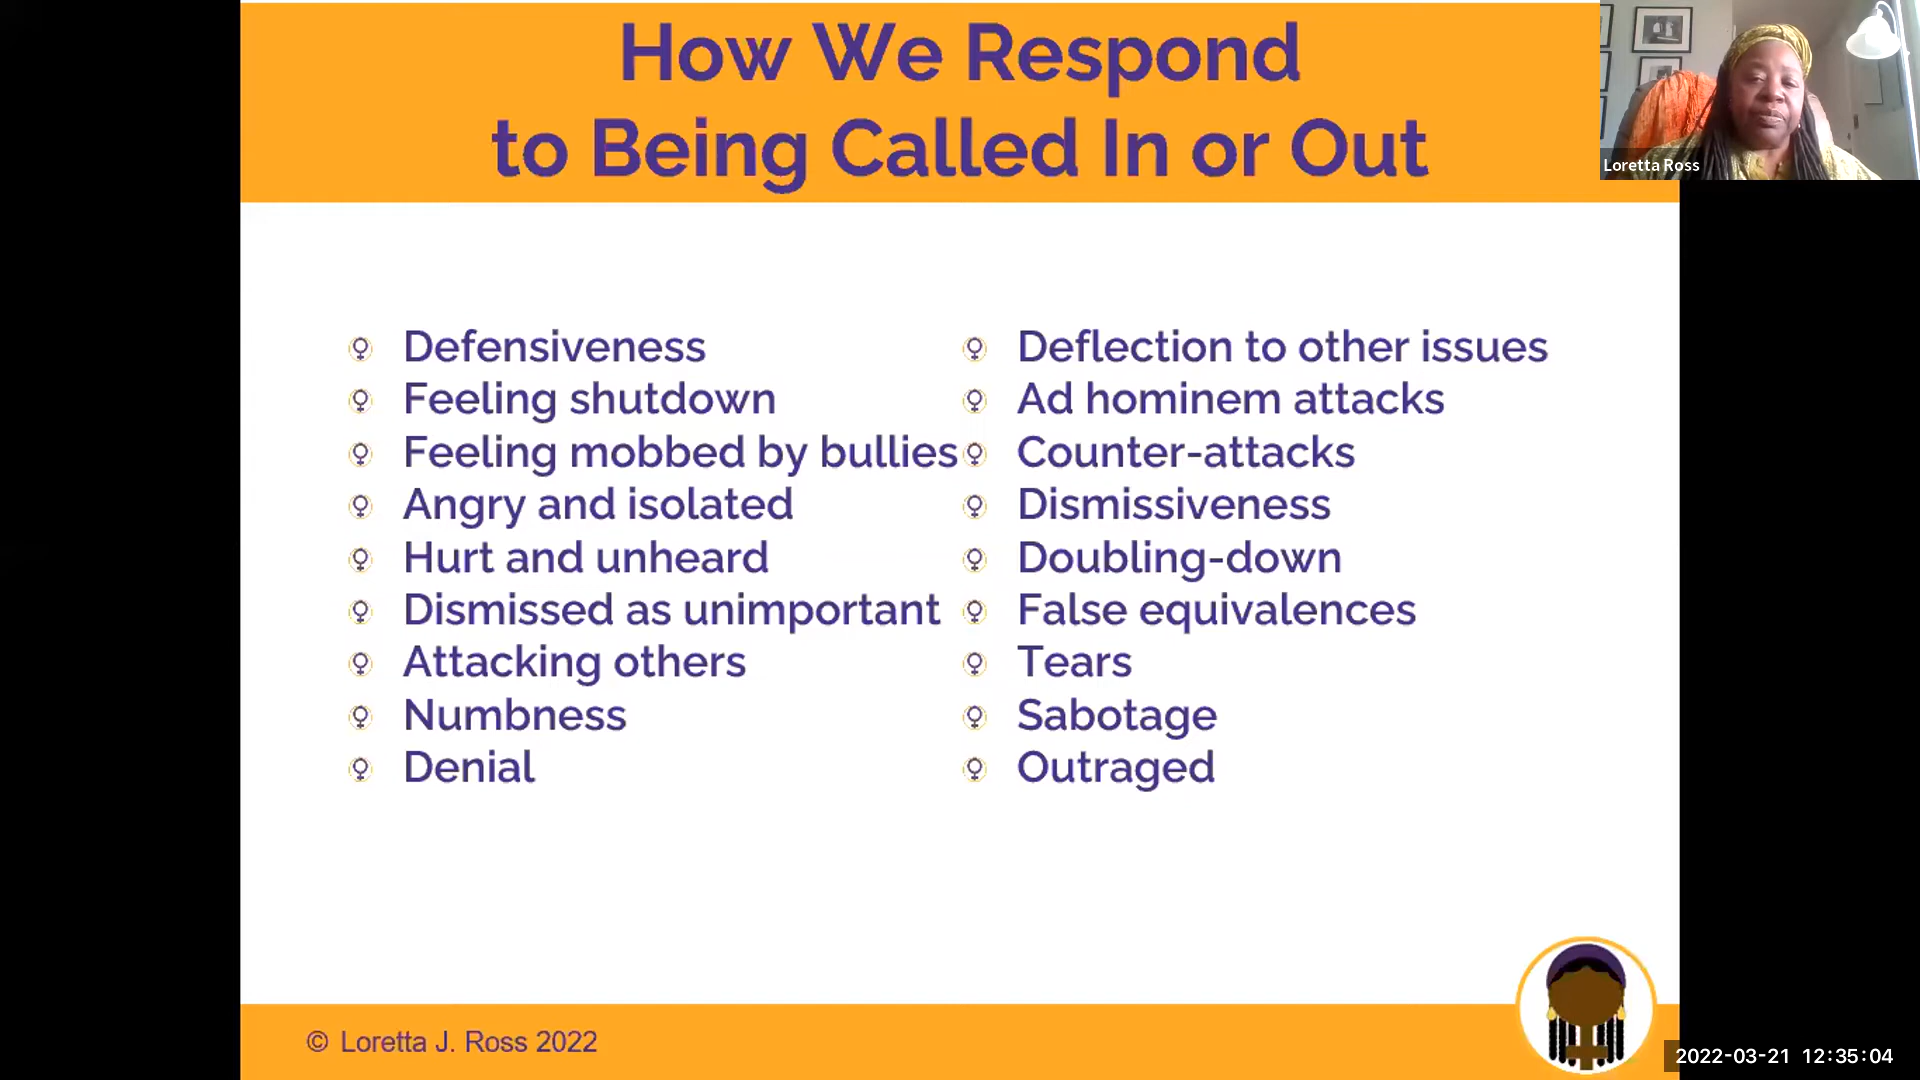 How We Respond
to Being Called In or Out
Loretta Ross
Defensiveness
Feeling shutdown
Feeling mobbed by bullies
Angry and isolated
Hurt and unheard
Dismissed as unimportant
Attacking others
Numbness
Denial
Deflection to other issues
Ad hominem attacks
Counter-attacks
Dismissiveness
Doubling-down
False equivalences
Tears
Sabotage
Outraged
© Loretta J. Ross 2022
2022-03-21 12:35:04